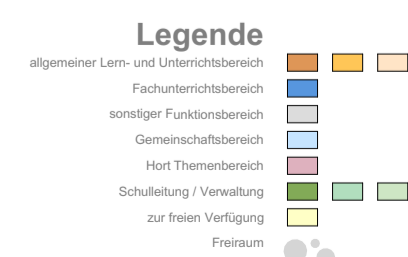 Legende
allgemeiner Lern- und Unterrichtsbereich
Fachunterrichtsbereich
sonstiger Funktionsbereich
Gemeinschaftsbereich
Hort Themenbereich
Schulleitung / Verwaltung
zur freien Verfügung
Freiraum